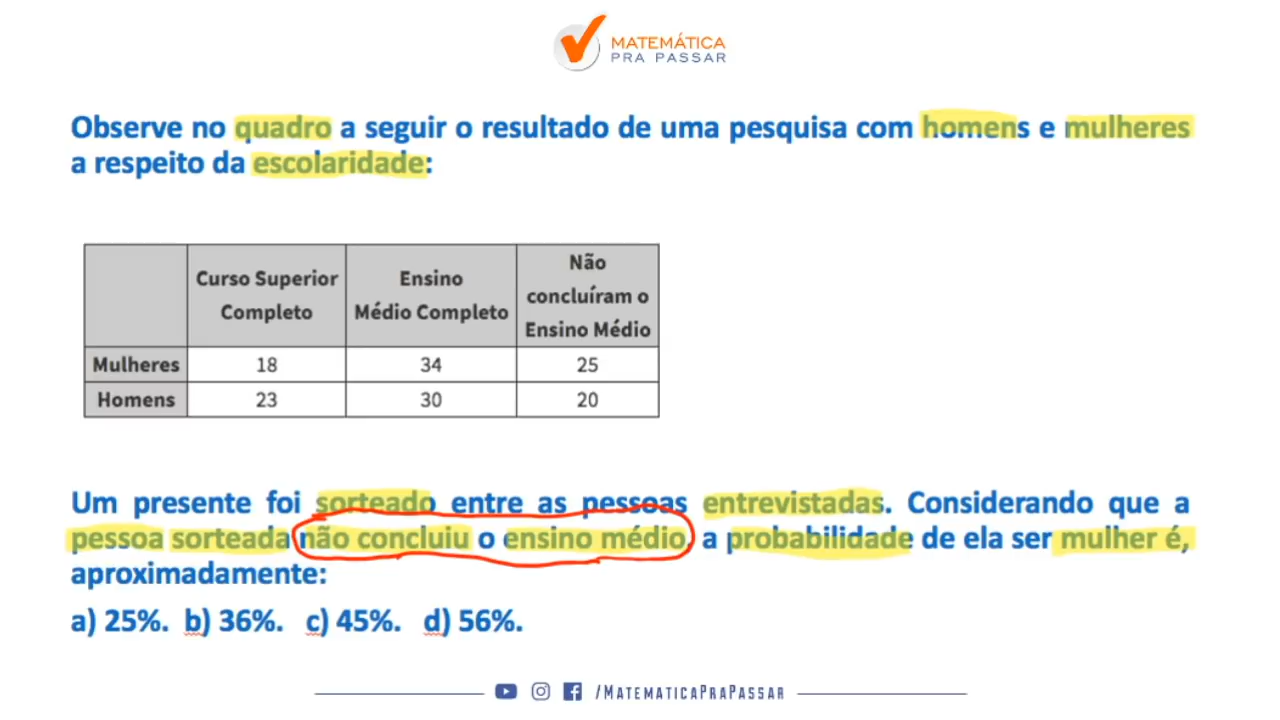 MATEMÁTICA
PRA PASSAR
Observe no quadro a seguir o resultado de uma pesquisa com homens e mulheres
a respeito da escolaridade:
Curso Superior Completo
Ensino Médio Completo
Não concluíram o Ensino Médio
Mulheres 18 34 25
Homens 23 30 20
Um presente foi sorteado entre as pessoas entrevistadas. Considerando que a
pessoa sorteada não concluiu o ensino médio, a probabilidade de ela ser mulher é,
aproximadamente:
a) 25%. b) 36%. c) 45%. d) 56%.
/MatematicaPraPassar